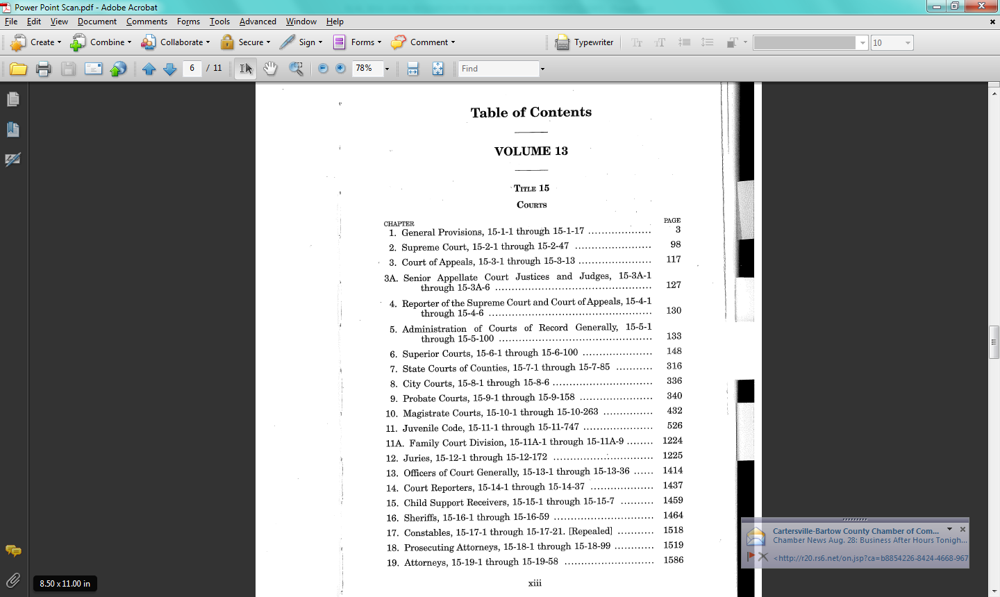 Power Point Scan.pdf - Adobe Acrobat
File Edit View Document Comments Forms Tools Advanced Window Help
Create Combine Collaborate Secure Sign Forms Comment Typewriter 10
6 / 11 78% Find
Table of Contents
VOLUME 13
TITLE 15
COURTS
CHAPTER PAGE
1. General Provisions, 15-1-1 through 15-1-17 .................. 3
2. Supreme Court, 15-2-1 through 15-2-47 ...................... 98
3. Court of Appeals, 15-3-1 through 15-3-13 ..................... 117
3A. Senior Appellate Court Justices and Judges, 15-3A-1
through 15-3A-6 ............................................. 127
4. Reporter of the Supreme Court and Court of Appeals, 15-4-1
through 15-4-6 ............................................... 130
5. Administration of Courts of Record Generally, 15-5-1
through 15-5-100 ............................................ 133
6. Superior Courts, 15-6-1 through 15-6-100 .................... 148
7. State Courts of Counties, 15-7-1 through 15-7-85 ........... 316
8. City Courts, 15-8-1 through 15-8-6 ............................. 336
9. Probate Courts, 15-9-1 through 15-9-158 ..................... 340
10. Magistrate Courts, 15-10-1 through 15-10-263 .............. 432
11. Juvenile Code, 15-11-1 through 15-11-747 .................... 526
11A. Family Court Division, 15-11A-1 through 15-11A-9 ........ 1224
12. Juries, 15-12-1 through 15-12-172 ............................. 1225
13. Officers of Court Generally, 15-13-1 through 15-13-36 ...... 1414
14. Court Reporters, 15-14-1 through 15-14-37 .................. 1437
15. Child Support Receivers, 15-15-1 through 15-15-7 .......... 1459
16. Sheriffs, 15-16-1 through 15-16-59 ............................. 1464
17. Constables, 15-17-1 through 15-17-21. [Repealed] ........... 1518
18. Prosecuting Attorneys, 15-18-1 through 15-18-99 ............ 1519
19. Attorneys, 15-19-1 through 15-19-58 .......................... 1586
xiii
Cartersville-Bartow County Chamber of Com...
Chamber News Aug. 28: Business After Hours Tonigh...
<http://r20.rs6.net/on.jsp?ca=b8854226-8424-4668-967
8.50 x 11.00 in